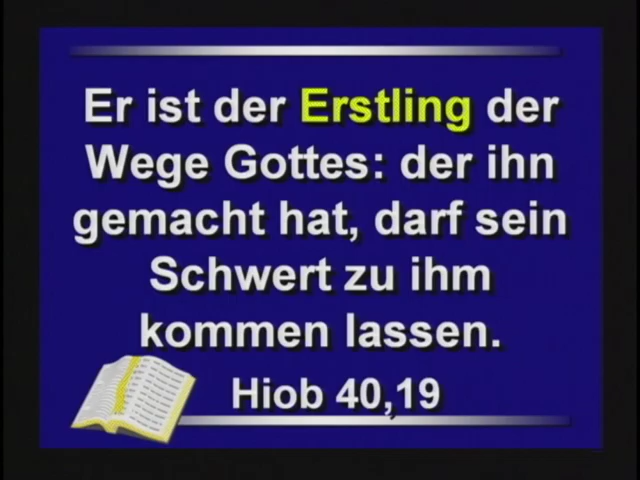 Er ist der Erstling der
Wege Gottes: der ihn
gemacht hat, darf sein
Schwert zu ihm
kommen lassen.
Hiob 40,19